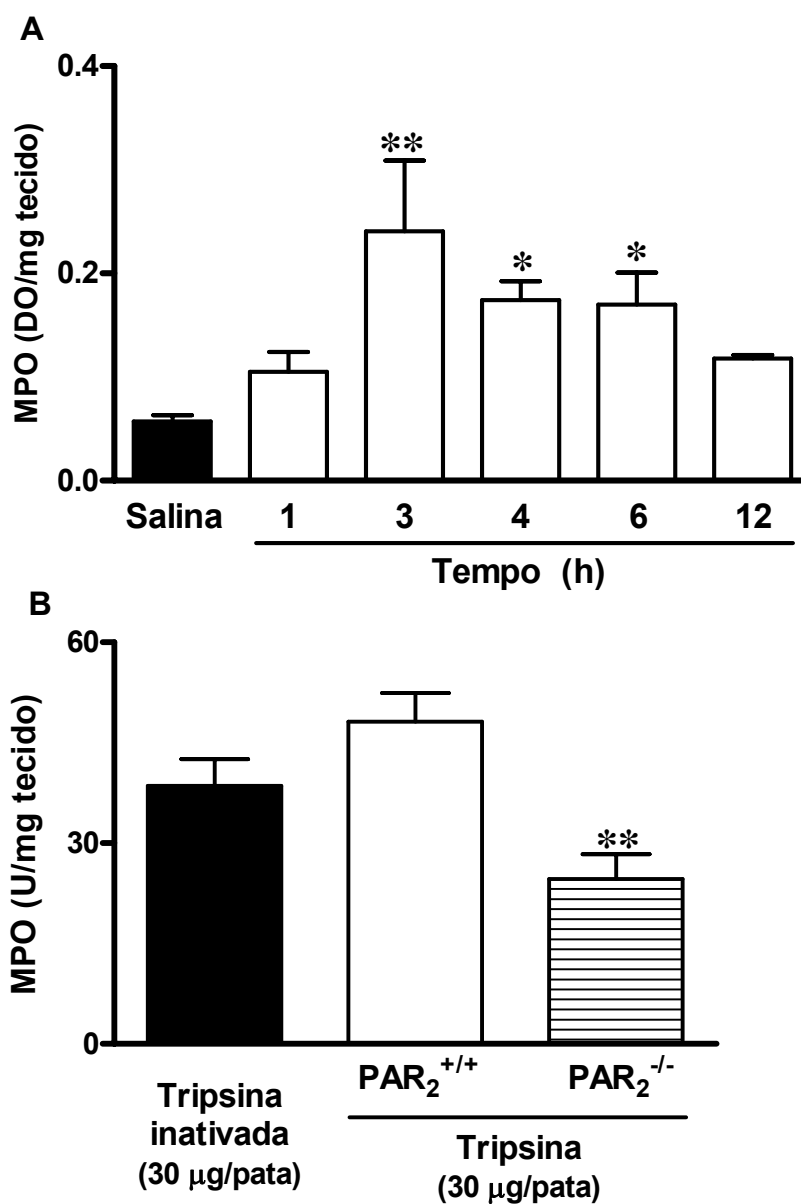 A
MPO (DO/mg tecido)
0.4
0.2
0.0
** * *
Salina 1 3 4 6 12
Tempo (h)
B
MPO (U/mg tecido)
60
30
0
**
PAR₂⁺/⁺ PAR₂⁻/⁻
Tripsina
inativada
(30 μg/pata)
Tripsina
(30 μg/pata)